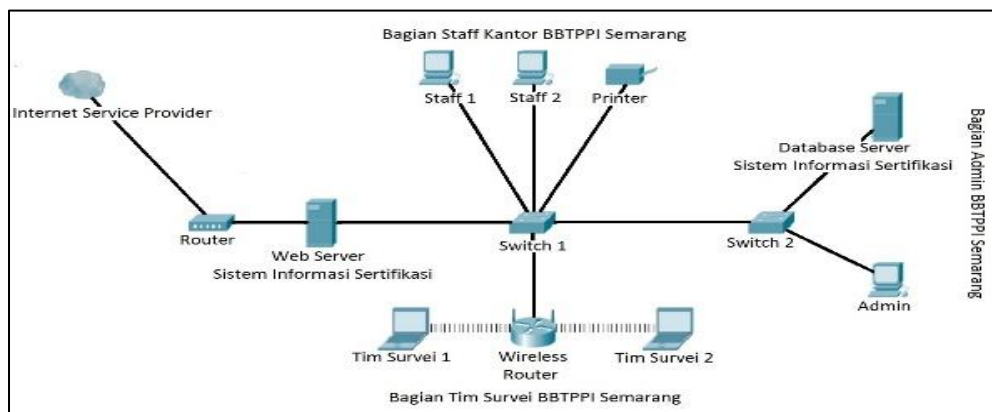 Bagian Staff Kantor BBTPPI Semarang
Internet Service Provider
Staff 1
Staff 2
Printer
Database Server
Sistem Informasi Sertifikasi
Bagian Admin BBTPPI Semarang
Router
Web Server
Sistem Informasi Sertifikasi
Switch 1
Switch 2
Admin
Tim Survei 1
Wireless
Router
Tim Survei 2
Bagian Tim Survei BBTPPI Semarang